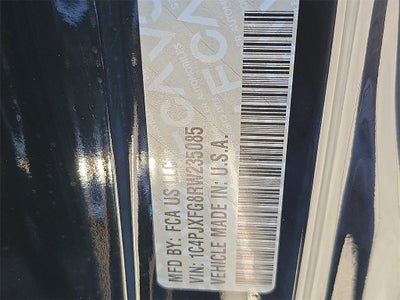 MFD BY: FCA US LLC
VIN: 1C4PJXFG8RW235085
VEHICLE MADE IN: U.S.A.